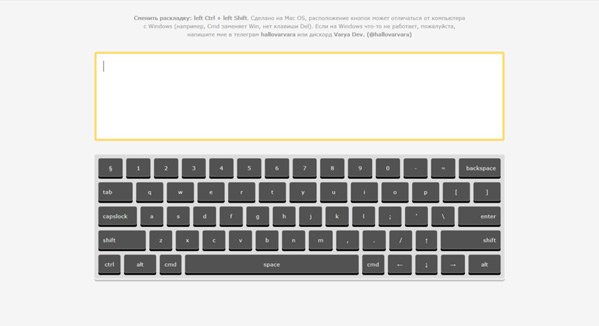 Сменить раскладку: left Ctrl + left Shift. Сделано на Mac OS, расположение кнопок может отличаться от компьютера
с Windows (например, Cmd заменяет Win, нет клавиши Del). Если на Windows что-то не работает, пожалуйста,
напишите мне в телеграм hallovarvara или дискорд Varya Dev. (@hallovarvara)
§ 1 2 3 4 5 6 7 8 9 0 - = backspace
tab q w e r t y u i o p [ ]
capslock a s d f g h j k l ; ' \ enter
shift z x c v b n m , . / ↑ shift
ctrl alt cmd space cmd ← ↓ → alt